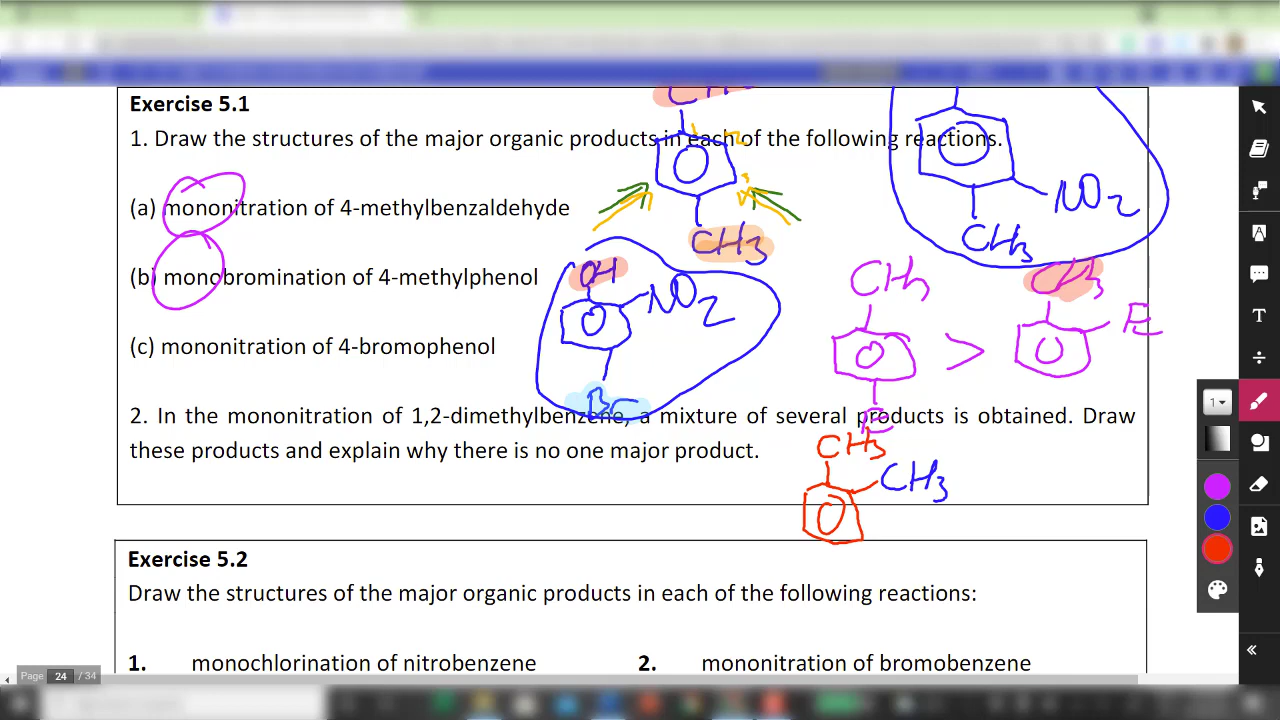 Exercise 5.1
1. Draw the structures of the major organic products in each of the following reactions.
1 2
3
NO2
(a) mononitration of 4-methylbenzaldehyde
CH3
CH3
(b) monobromination of 4-methylphenol
OH
NO2
CH3
CH3
E
(c) mononitration of 4-bromophenol
Br
2. In the mononitration of 1,2-dimethylbenzene, a mixture of several products is obtained. Draw
E
these products and explain why there is no one major product.
CH3
CH3
Exercise 5.2
Draw the structures of the major organic products in each of the following reactions:
1. monochlorination of nitrobenzene 2. mononitration of bromobenzene
Page 24 / 34
1
T